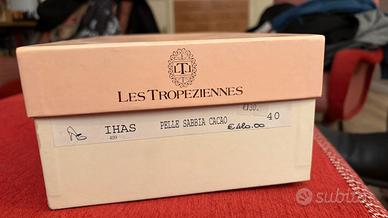 LT
LES TROPEZIENNES
IHAS PELLE SABBIA CACAO 40
subito